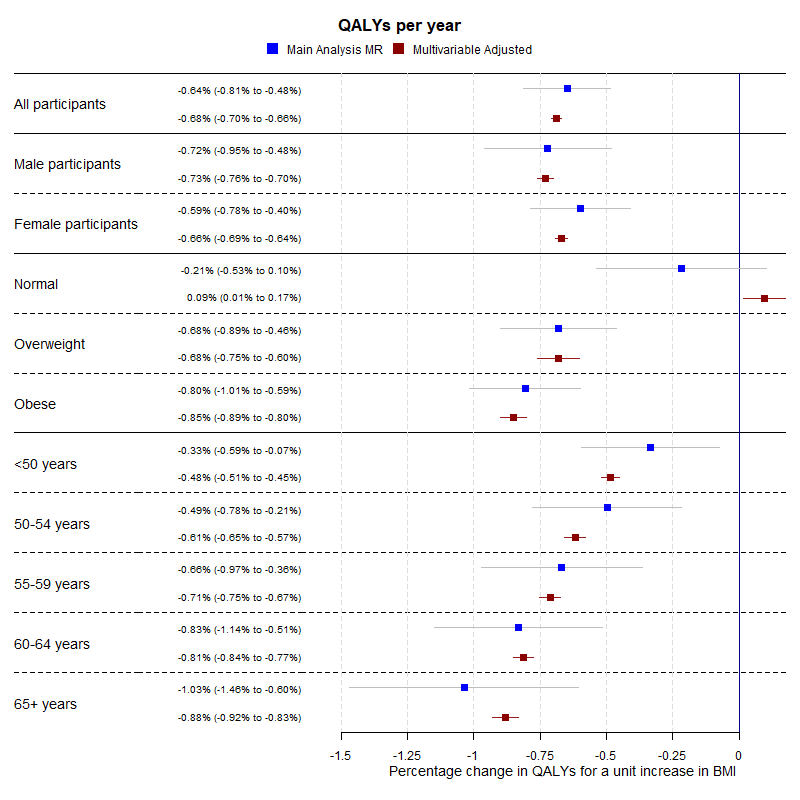 QALYs per year
Main Analysis MR Multivariable Adjusted
All participants
-0.64% (-0.81% to -0.48%)
-0.68% (-0.70% to -0.66%)
Male participants
-0.72% (-0.95% to -0.48%)
-0.73% (-0.76% to -0.70%)
Female participants
-0.59% (-0.78% to -0.40%)
-0.66% (-0.69% to -0.64%)
Normal
-0.21% (-0.53% to 0.10%)
0.09% (0.01% to 0.17%)
Overweight
-0.68% (-0.89% to -0.46%)
-0.68% (-0.75% to -0.60%)
Obese
-0.80% (-1.01% to -0.59%)
-0.85% (-0.89% to -0.80%)
<50 years
-0.33% (-0.59% to -0.07%)
-0.48% (-0.51% to -0.45%)
50-54 years
-0.49% (-0.78% to -0.21%)
-0.61% (-0.65% to -0.57%)
55-59 years
-0.66% (-0.97% to -0.36%)
-0.71% (-0.75% to -0.67%)
60-64 years
-0.83% (-1.14% to -0.51%)
-0.81% (-0.84% to -0.77%)
65+ years
-1.03% (-1.46% to -0.60%)
-0.88% (-0.92% to -0.83%)
-1.5 -1.25 -1 -0.75 -0.5 -0.25 0
Percentage change in QALYs for a unit increase in BMI